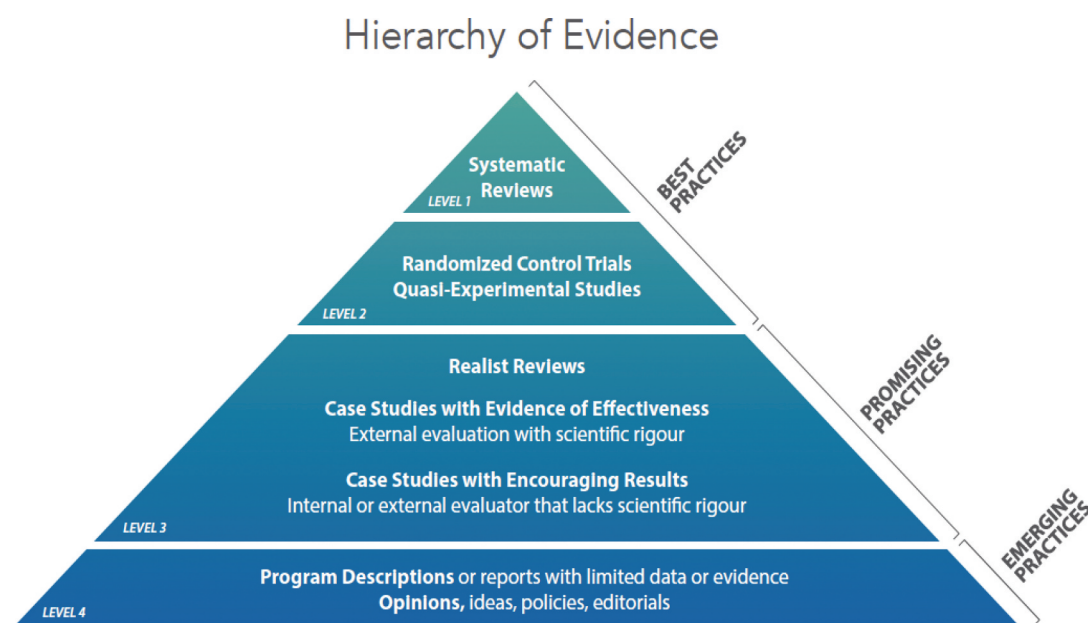 Hierarchy of Evidence
Systematic
Reviews
LEVEL 1
BEST
PRACTICES
Randomized Control Trials
Quasi-Experimental Studies
LEVEL 2
Realist Reviews
Case Studies with Evidence of Effectiveness
External evaluation with scientific rigour
Case Studies with Encouraging Results
Internal or external evaluator that lacks scientific rigour
LEVEL 3
PROMISING
PRACTICES
Program Descriptions or reports with limited data or evidence
Opinions, ideas, policies, editorials
LEVEL 4
EMERGING
PRACTICES